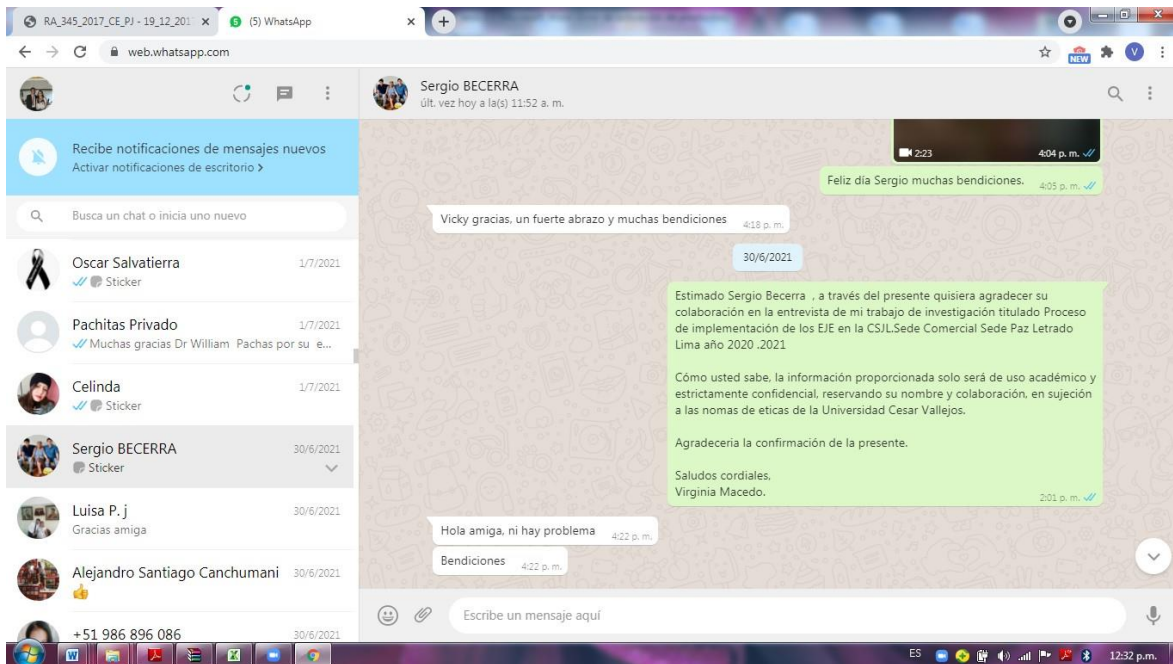 RA_345_2017_CE_PJ - 19_12_201
(5) WhatsApp
web.whatsapp.com
NEW
V
Sergio BECERRA
últ. vez hoy a la(s) 11:52 a. m.
Recibe notificaciones de mensajes nuevos
Activar notificaciones de escritorio >
Busca un chat o inicia uno nuevo
Oscar Salvatierra 1/7/2021
Sticker
Pachitas Privado 1/7/2021
Muchas gracias Dr William Pachas por su e...
Celinda 1/7/2021
Sticker
Sergio BECERRA 30/6/2021
Sticker
Luisa P. j 30/6/2021
Gracias amiga
Alejandro Santiago Canchumani 30/6/2021
+51 986 896 086 30/6/2021
2:23 4:04 p. m.
Feliz día Sergio muchas bendiciones. 4:05 p. m.
Vicky gracias, un fuerte abrazo y muchas bendiciones 4:18 p. m.
30/6/2021
Estimado Sergio Becerra , a través del presente quisiera agradecer su
colaboración en la entrevista de mi trabajo de investigación titulado Proceso
de implementación de los EJE en la CSJL.Sede Comercial Sede Paz Letrado
Lima año 2020 .2021
Cómo usted sabe, la información proporcionada solo será de uso académico y
estrictamente confidencial, reservando su nombre y colaboración, en sujeción
a las nomas de eticas de la Universidad Cesar Vallejos.
Agradeceria la confirmación de la presente.
Saludos cordiales,
Virginia Macedo. 2:01 p. m.
Hola amiga, ni hay problema 4:22 p. m.
Bendiciones 4:22 p. m.
Escribe un mensaje aquí
ES 12:32 p.m.